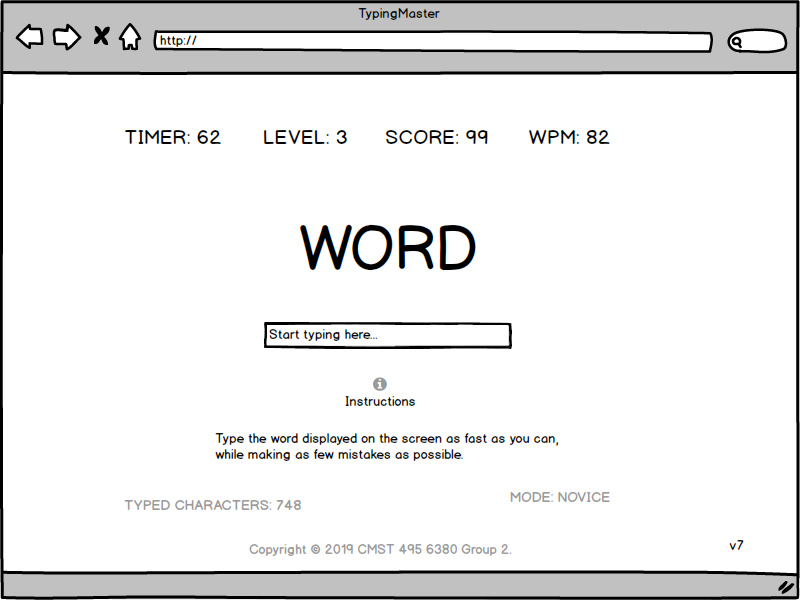 TypingMaster
http://
TIMER: 62 LEVEL: 3 SCORE: 99 WPM: 82
WORD
Start typing here...
Instructions
Type the word displayed on the screen as fast as you can,
while making as few mistakes as possible.
MODE: NOVICE
TYPED CHARACTERS: 748
Copyright © 2019 CMST 495 6380 Group 2.
v7